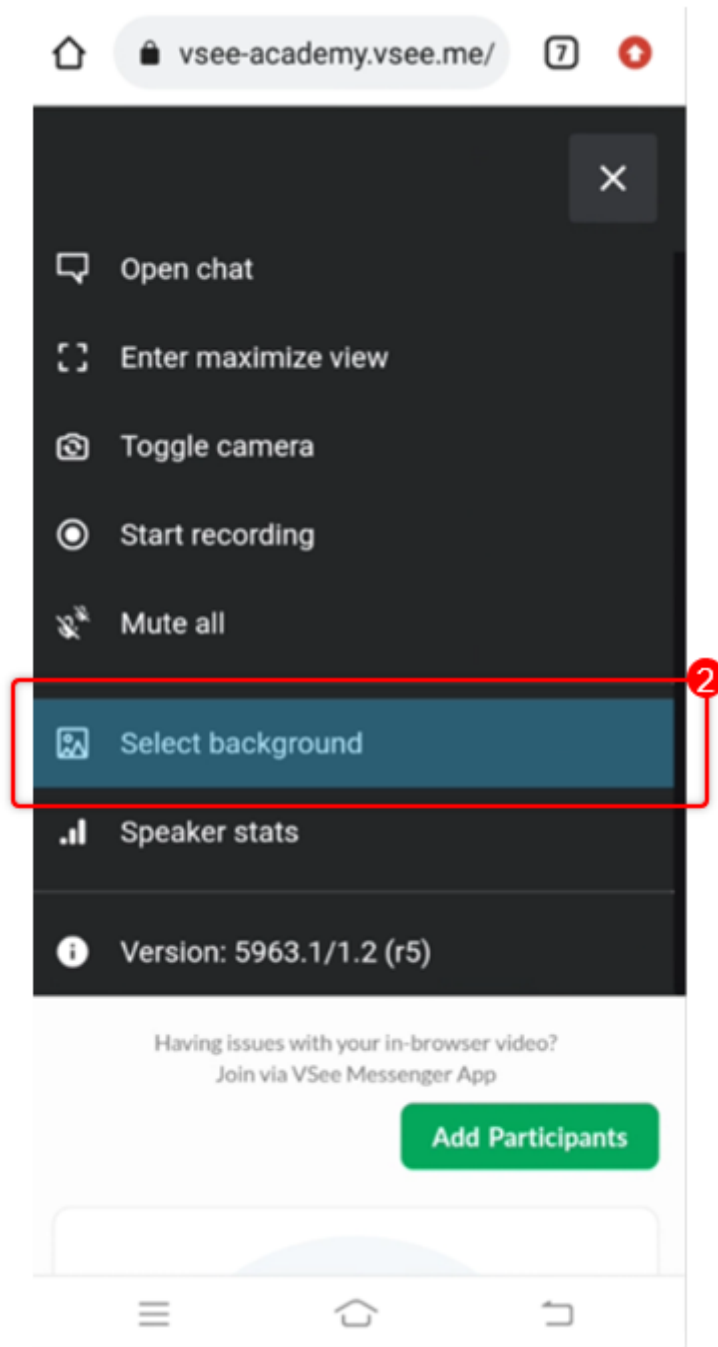 vsee-academy.vsee.me/ 7
Open chat
Enter maximize view
Toggle camera
Start recording
Mute all
2
Select background
Speaker stats
Version: 5963.1/1.2 (r5)
Having issues with your in-browser video?
Join via VSee Messenger App
Add Participants